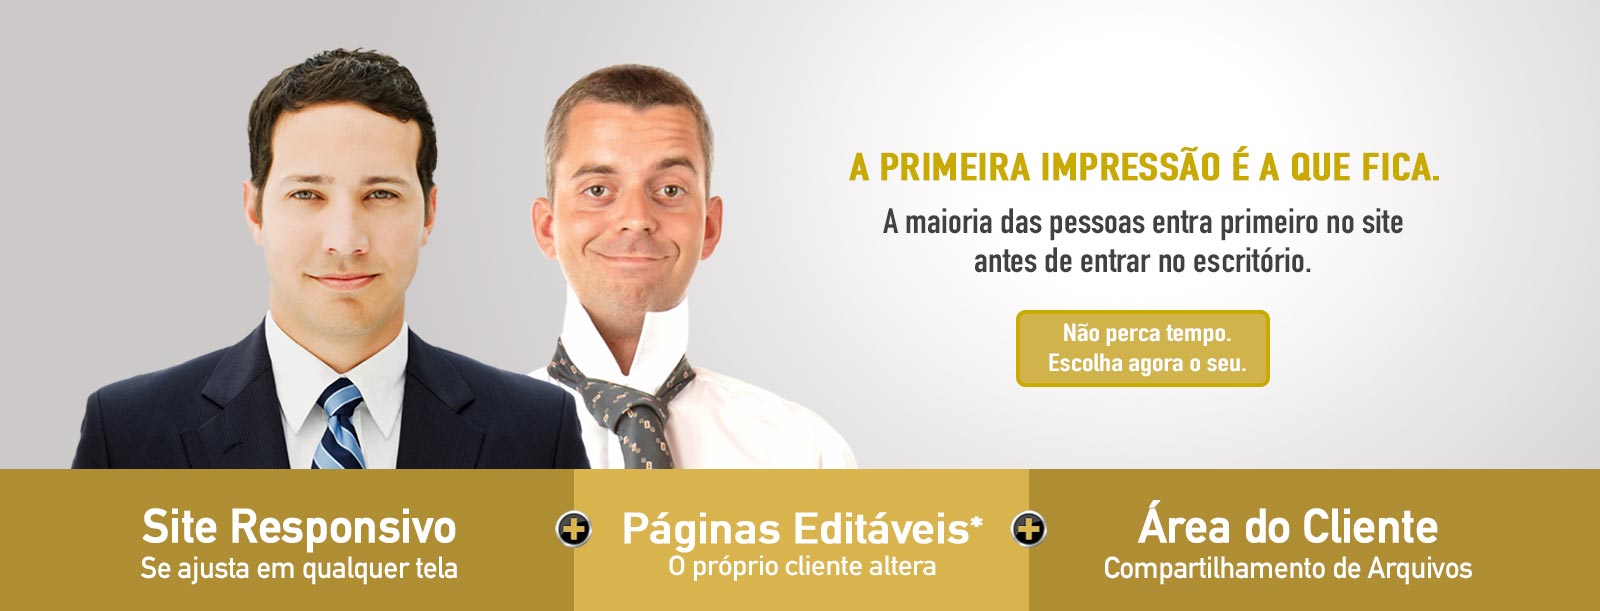 A PRIMEIRA IMPRESSÃO É A QUE FICA.
A maioria das pessoas entra primeiro no site
antes de entrar no escritório.
Não perca tempo.
Escolha agora o seu.
Site Responsivo
Se ajusta em qualquer tela
Páginas Editáveis*
O próprio cliente altera
Área do Cliente
Compartilhamento de Arquivos